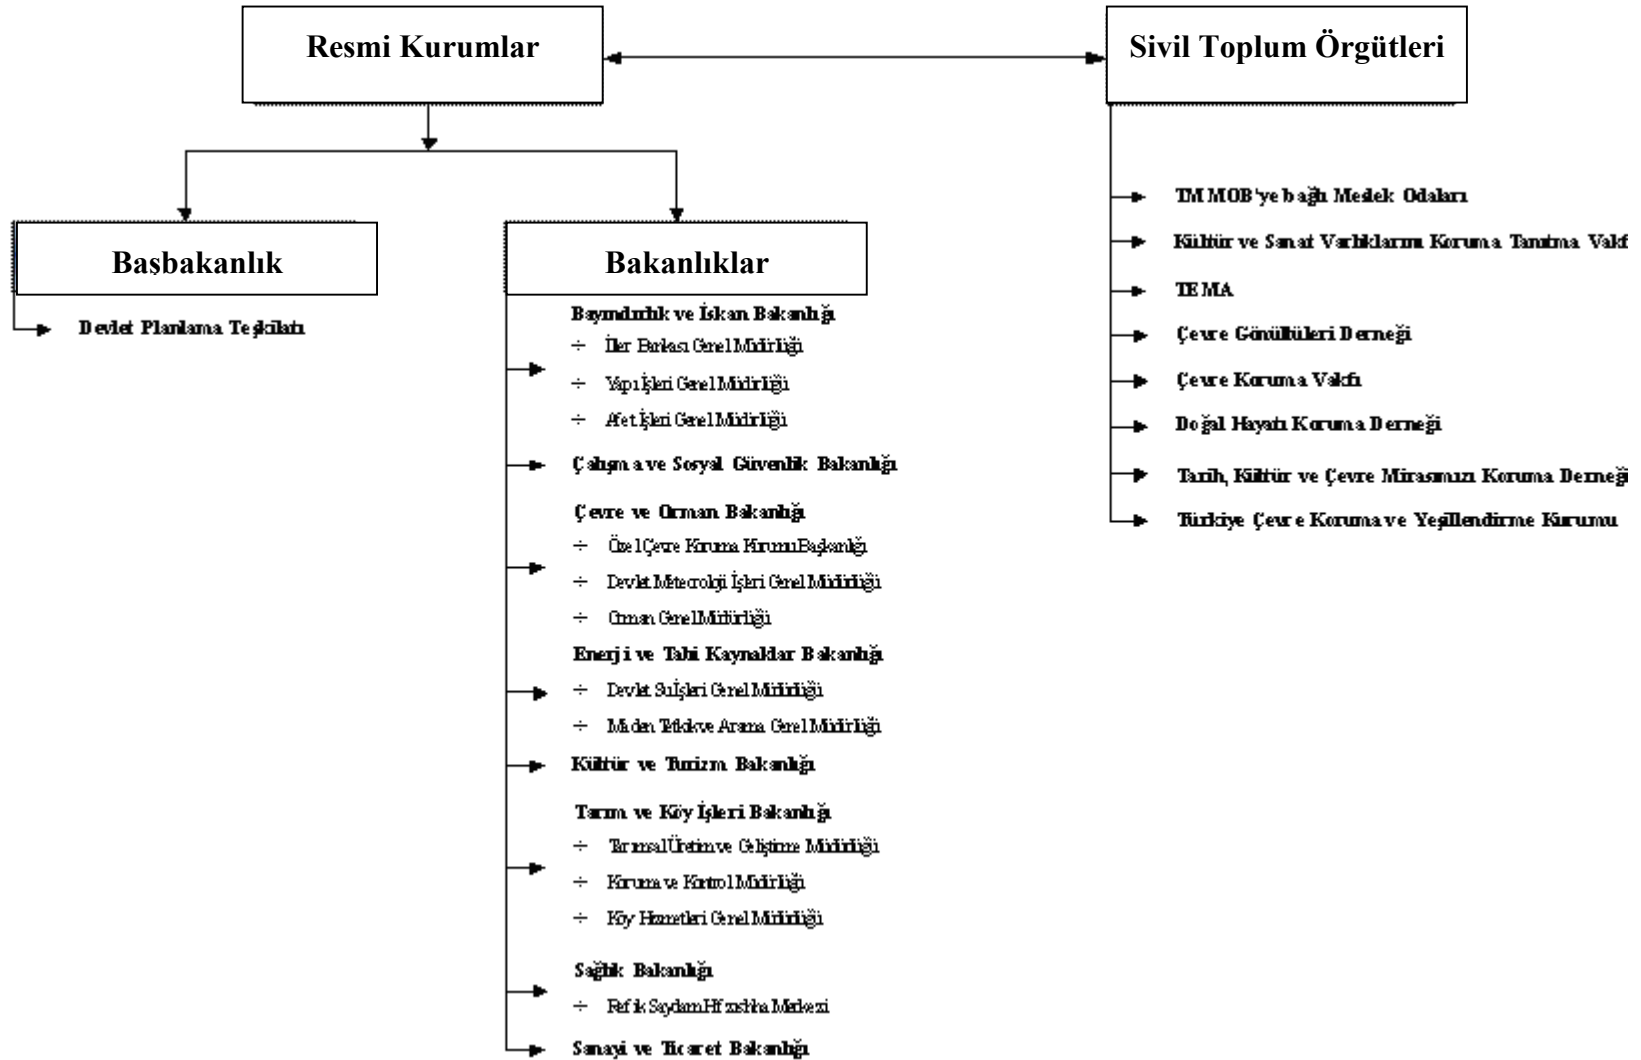 Resmi Kurumlar
Sivil Toplum Örgütleri
Başbakanlık
Devlet Planlama Teşkilatı
Bakanlıklar
Bayındırlık ve İskan Bakanlığı
÷ İller Bankası Genel Müdürlüğü
÷ Yapı İşleri Genel Müdürlüğü
÷ Afet İşleri Genel Müdürlüğü
Çalışma ve Sosyal Güvenlik Bakanlığı
Çevre ve Orman Bakanlığı
÷ Özel Çevre Koruma Kurumu Başkanlığı
÷ Devlet Meteoroloji İşleri Genel Müdürlüğü
÷ Orman Genel Müdürlüğü
Enerji ve Tabi Kaynaklar Bakanlığı
÷ Devlet Su İşleri Genel Müdürlüğü
÷ Maden Tetkik ve Arama Genel Müdürlüğü
Kültür ve Turizm Bakanlığı
Tarım ve Köy İşleri Bakanlığı
÷ Tarımsal Üretim ve Geliştirme Müdürlüğü
÷ Koruma ve Kontrol Müdürlüğü
÷ Köy Hizmetleri Genel Müdürlüğü
Sağlık Bakanlığı
÷ Refik Saydam Hıfzıshha Merkezi
Sanayi ve Ticaret Bakanlığı
TMMOB'ye bağlı Meslek Odaları
Kültür ve Sanat Varlıklarını Koruma Tanıtma Vakf
TEMA
Çevre Gönüllüleri Derneği
Çevre Koruma Vakfı
Doğal Hayatı Koruma Derneği
Tarih, Kültür ve Çevre Mirasımızı Koruma Derneği
Türkiye Çevre Koruma ve Yeşillendirme Kurumu